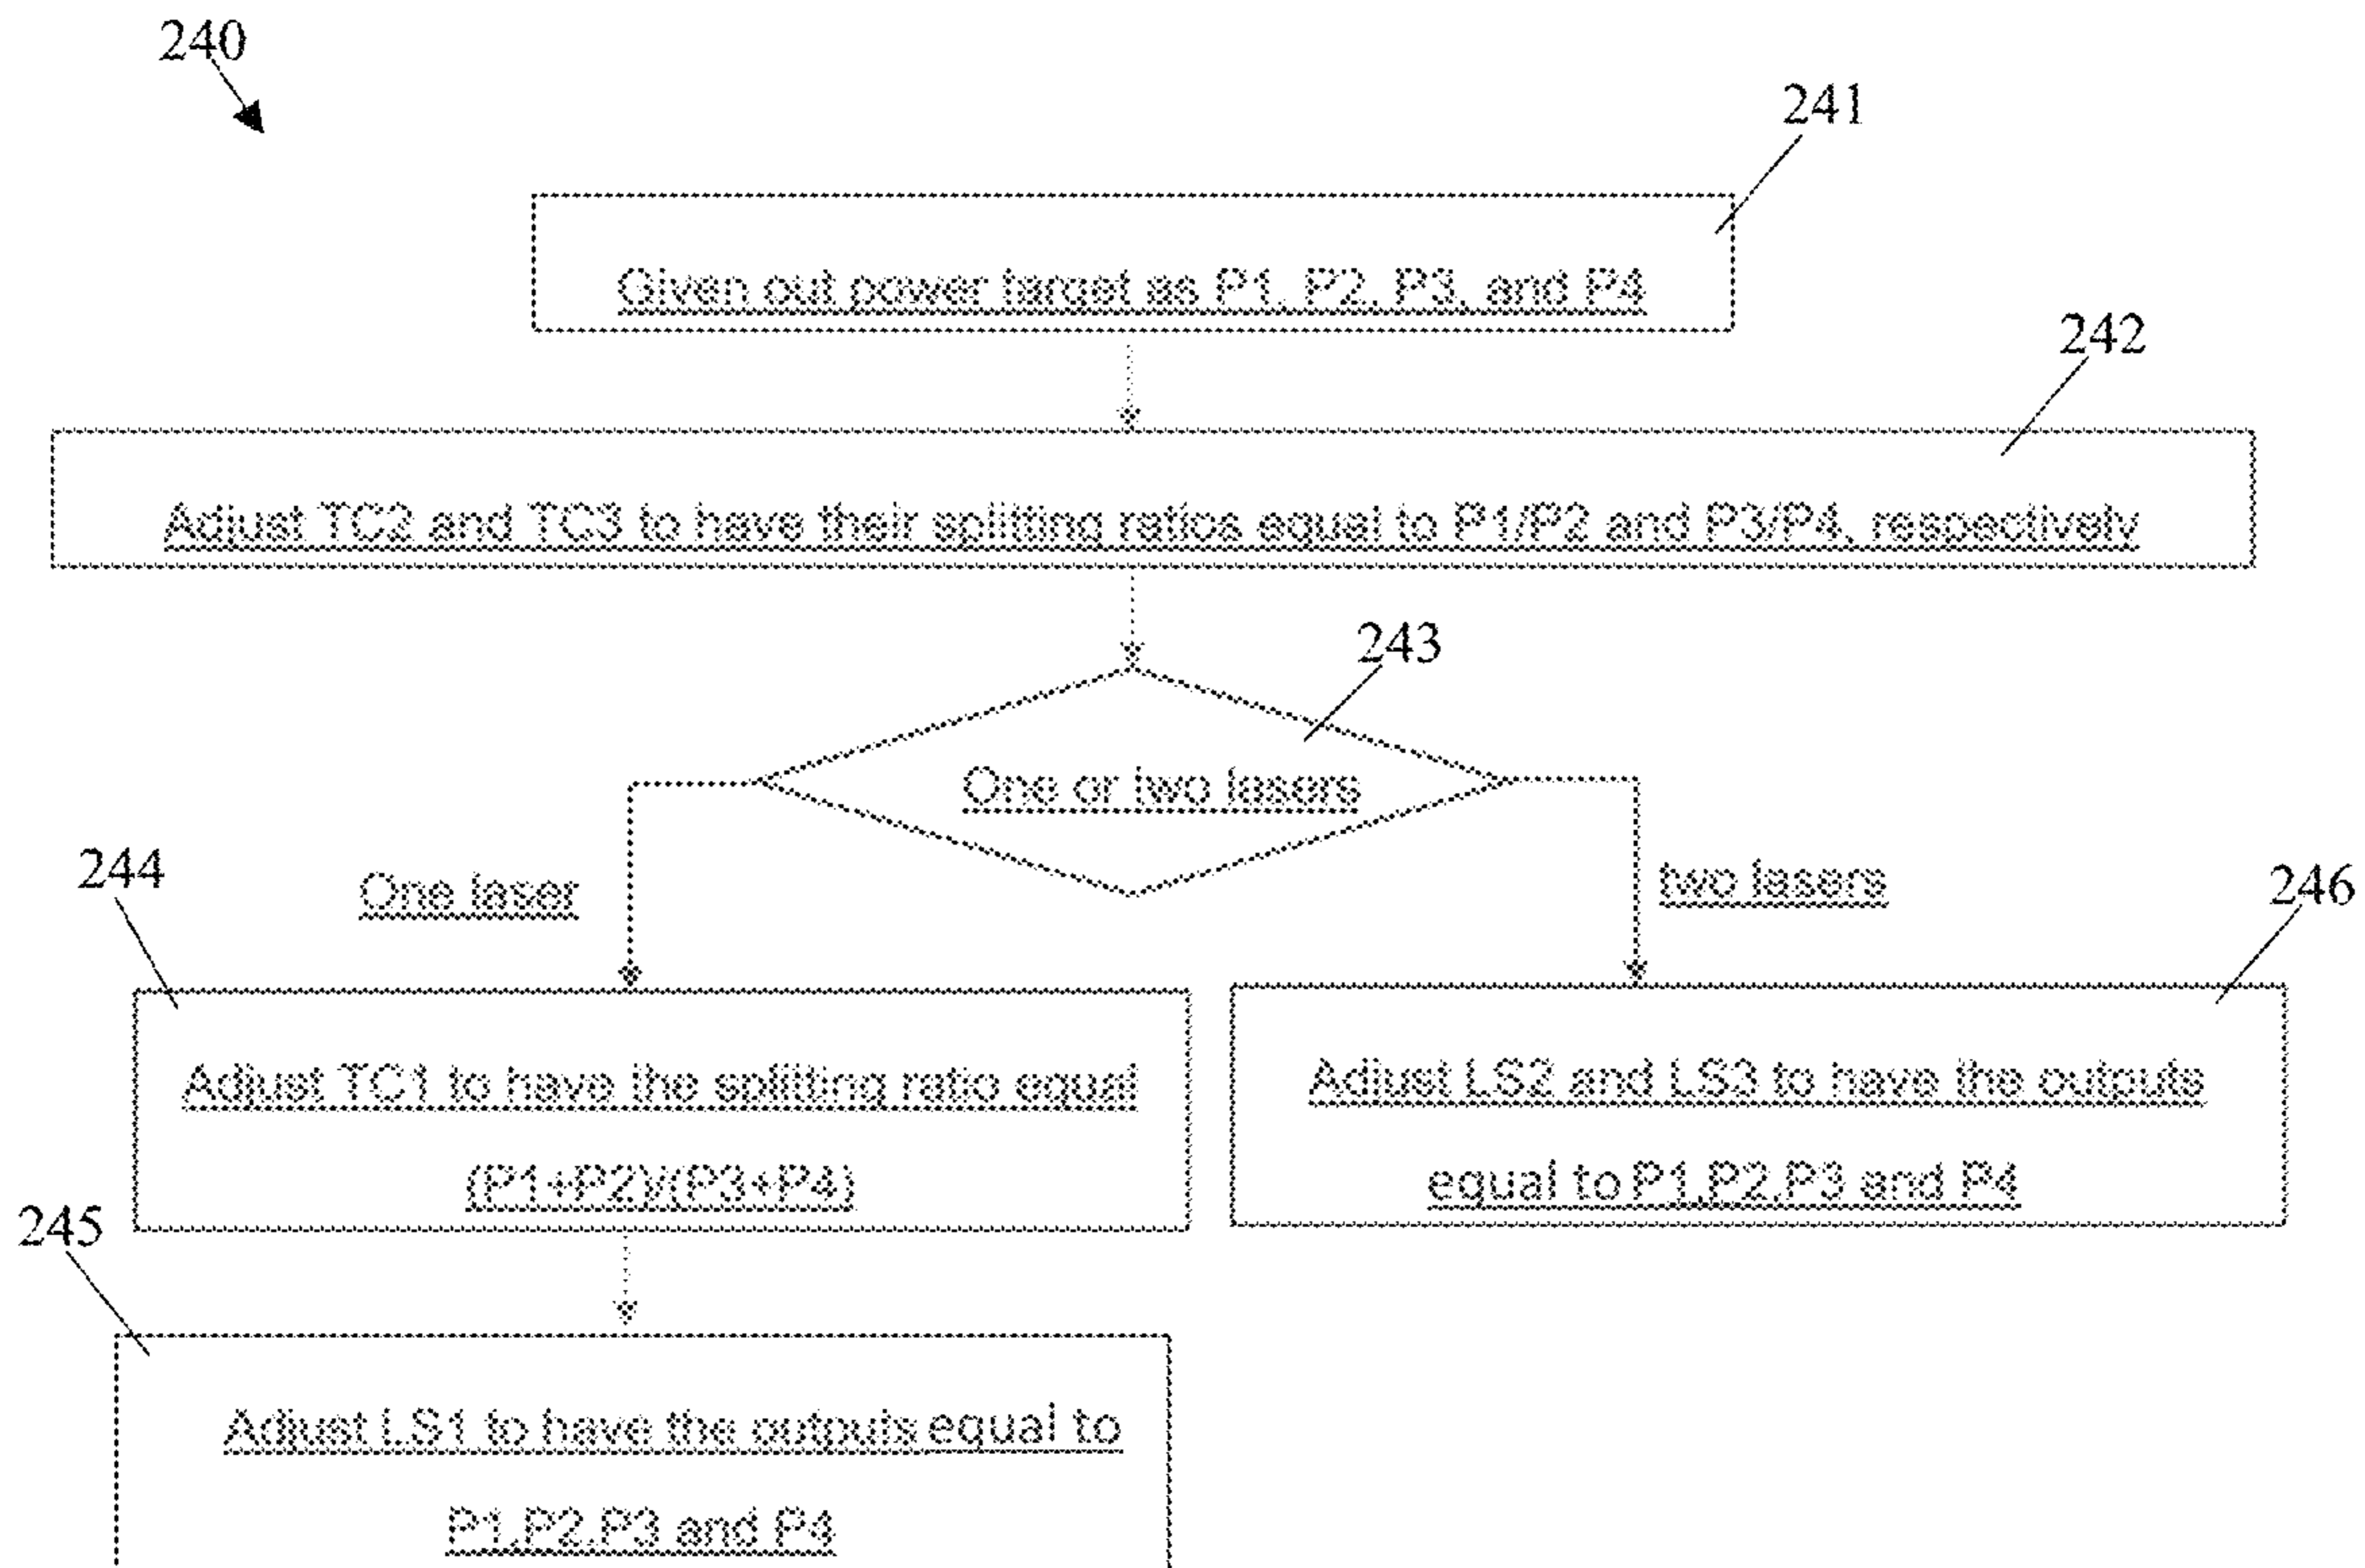 240
241
Given out power target as P1, P2, P3, and P4
242
Adjust TC2 and TC3 to have their splitting ratios equal to P1/P2 and P3/P4, respectively
243
One or two lasers
244
One laser
two lasers
246
Adjust TC1 to have the splitting ratio equal
(P1+P2)/(P3+P4)
Adjust LS2 and LS3 to have the outputs
equal to P1,P2,P3 and P4
245
Adjust LS1 to have the outputs equal to
P1,P2,P3 and P4